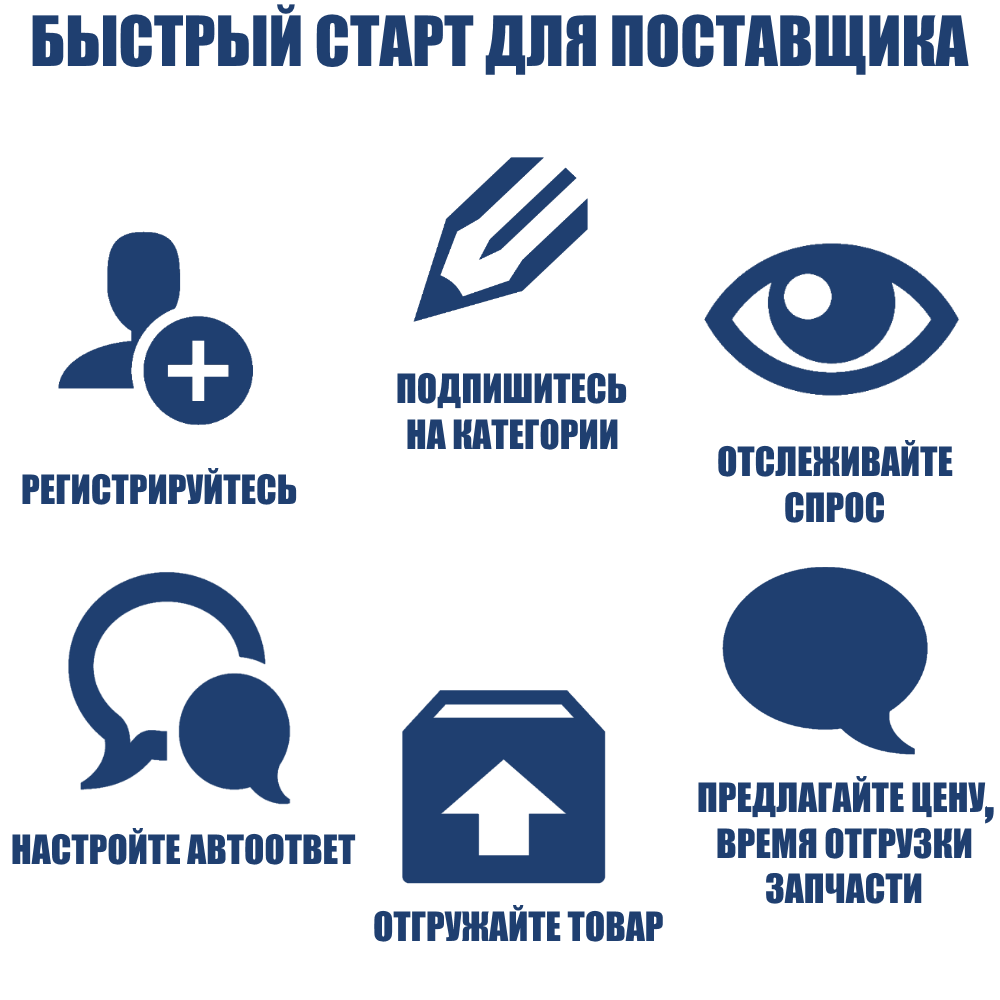 БЫСТРЫЙ СТАРТ ДЛЯ ПОСТАВЩИКА
РЕГИСТРИРУЙТЕСЬ
ПОДПИШИТЕСЬ
НА КАТЕГОРИИ
ОТСЛЕЖИВАЙТЕ
СПРОС
НАСТРОЙТЕ АВТООТВЕТ
ОТГРУЖАЙТЕ ТОВАР
ПРЕДЛАГАЙТЕ ЦЕНУ,
ВРЕМЯ ОТГРУЗКИ
ЗАПЧАСТИ